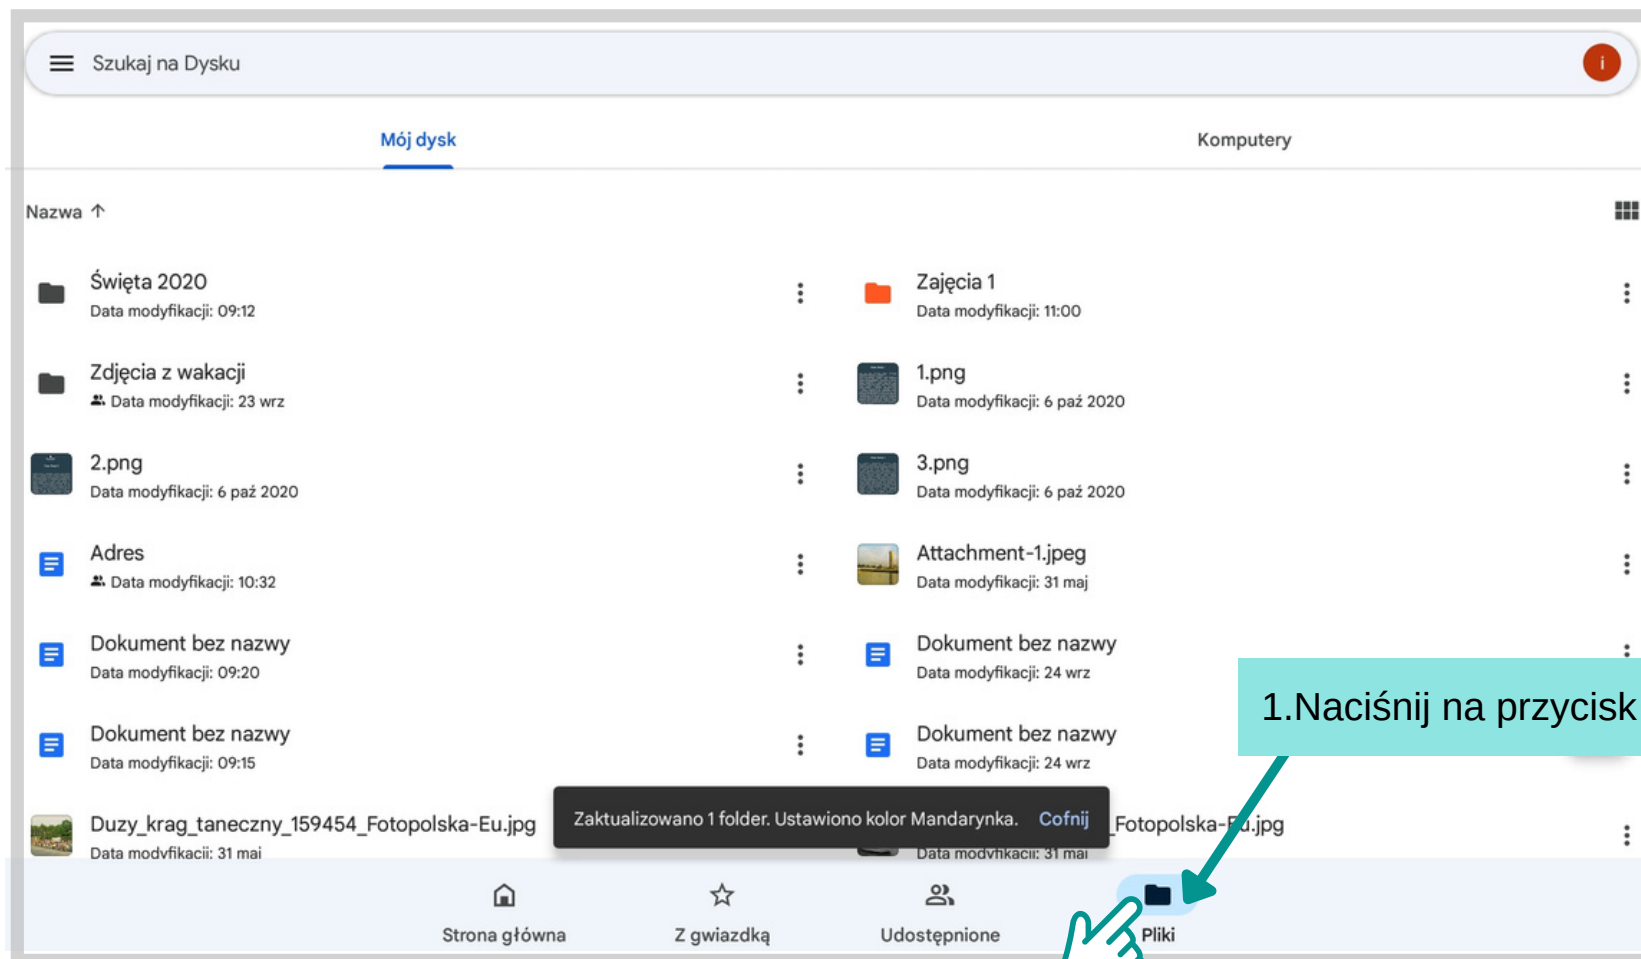 Szukaj na Dysku
i
Mój dysk
Komputery
Nazwa
Święta 2020
Data modyfikacji: 09:12
Zajęcia 1
Data modyfikacji: 11:00
Zdjęcia z wakacji
Data modyfikacji: 23 wrz
1.png
Data modyfikacji: 6 paź 2020
2.png
Data modyfikacji: 6 paź 2020
3.png
Data modyfikacji: 6 paź 2020
Adres
Data modyfikacji: 10:32
Attachment-1.jpeg
Data modyfikacji: 31 maj
Dokument bez nazwy
Data modyfikacji: 09:20
Dokument bez nazwy
Data modyfikacji: 24 wrz
1.Naciśnij na przycisk
Dokument bez nazwy
Data modyfikacji: 09:15
Dokument bez nazwy
Data modyfikacji: 24 wrz
Duzy_krag_taneczny_159454_Fotopolska-Eu.jpg
Data modyfikacji: 31 maj
Zaktualizowano 1 folder. Ustawiono kolor Mandarynka. Cofnij
_Fotopolska-Eu.jpg
Data modyfikacji: 31 maj
Strona główna
Z gwiazdką
Udostępnione
Pliki